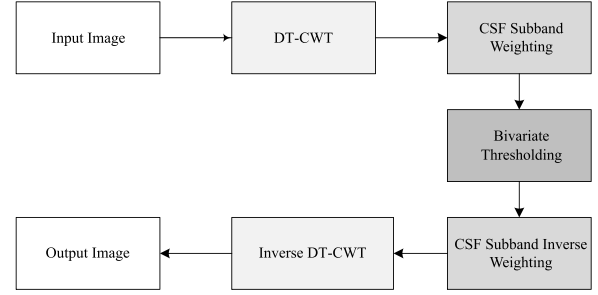 Input Image
DT-CWT
CSF Subband
Weighting
Bivariate
Thresholding
CSF Subband Inverse
Weighting
Inverse DT-CWT
Output Image